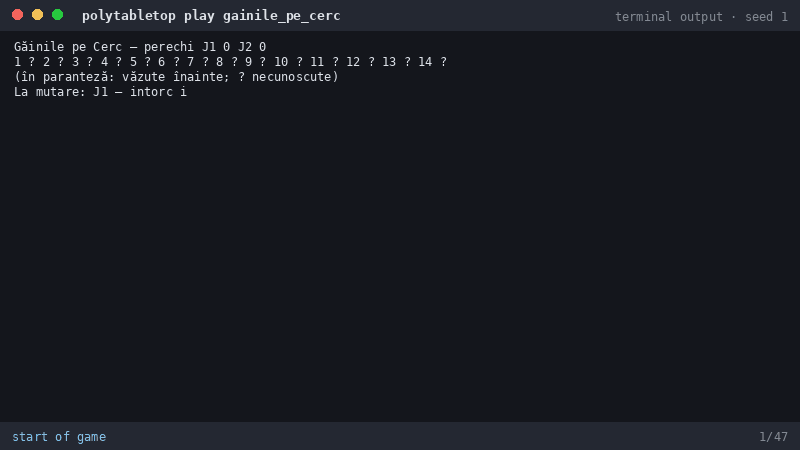 polytabletop play gainile_pe_cerc
terminal output · seed 1
Găinile pe Cerc — perechi J1 0 J2 0
1 ? 2 ? 3 ? 4 ? 5 ? 6 ? 7 ? 8 ? 9 ? 10 ? 11 ? 12 ? 13 ? 14 ?
(în paranteză: văzute înainte; ? necunoscute)
La mutare: J1 — intorc i
start of game
1/47